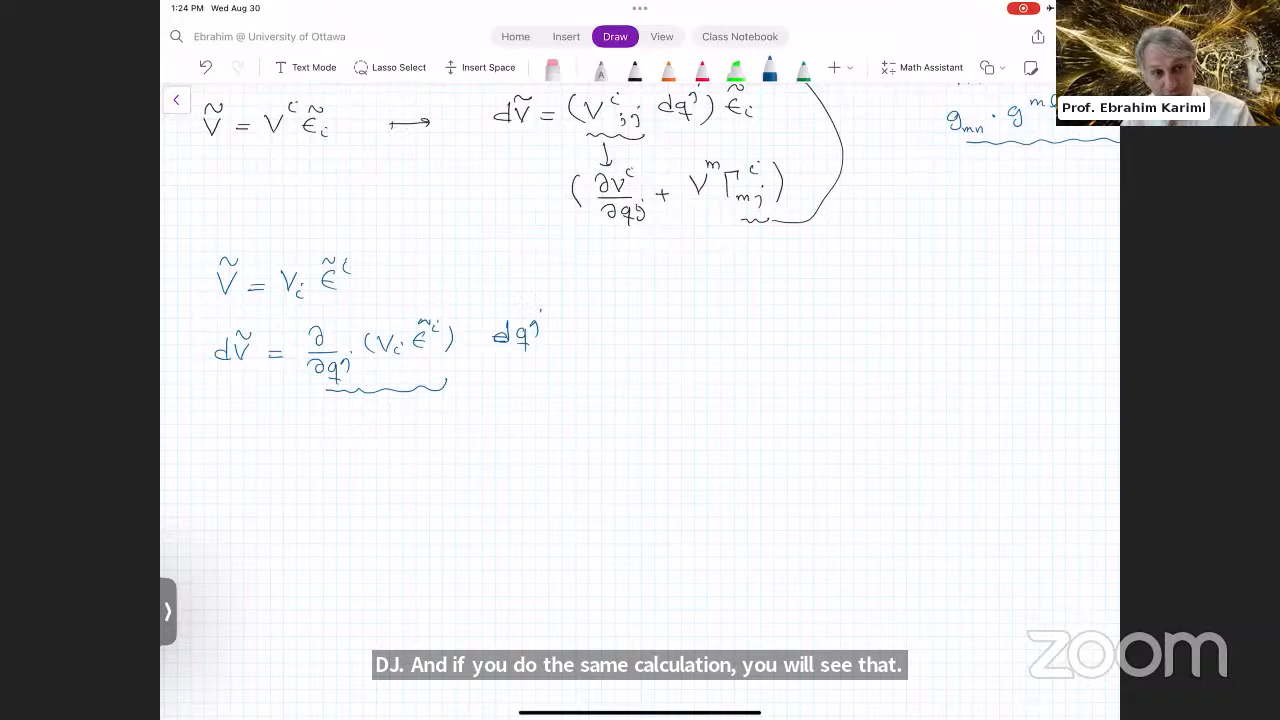 1:24 PM Wed Aug 30
Ebrahim @ University of Ottawa
Home Insert Draw View Class Notebook
Text Mode Lasso Select Insert Space Math Assistant
Prof. Ebrahim Karimi
Ṽ = V^i ε̃_i ⟶ dṼ = (V^i_{;j} dq^j) ε̃_i
g_{mn} · g^m
↓
(∂V^i/∂q^j + V^m Γ^i_{mj})
Ṽ = V_i ε̃^i
dṼ = ∂/∂q^j (V_i ε̃^i) dq^j
DJ. And if you do the same calculation, you will see that.
zoom